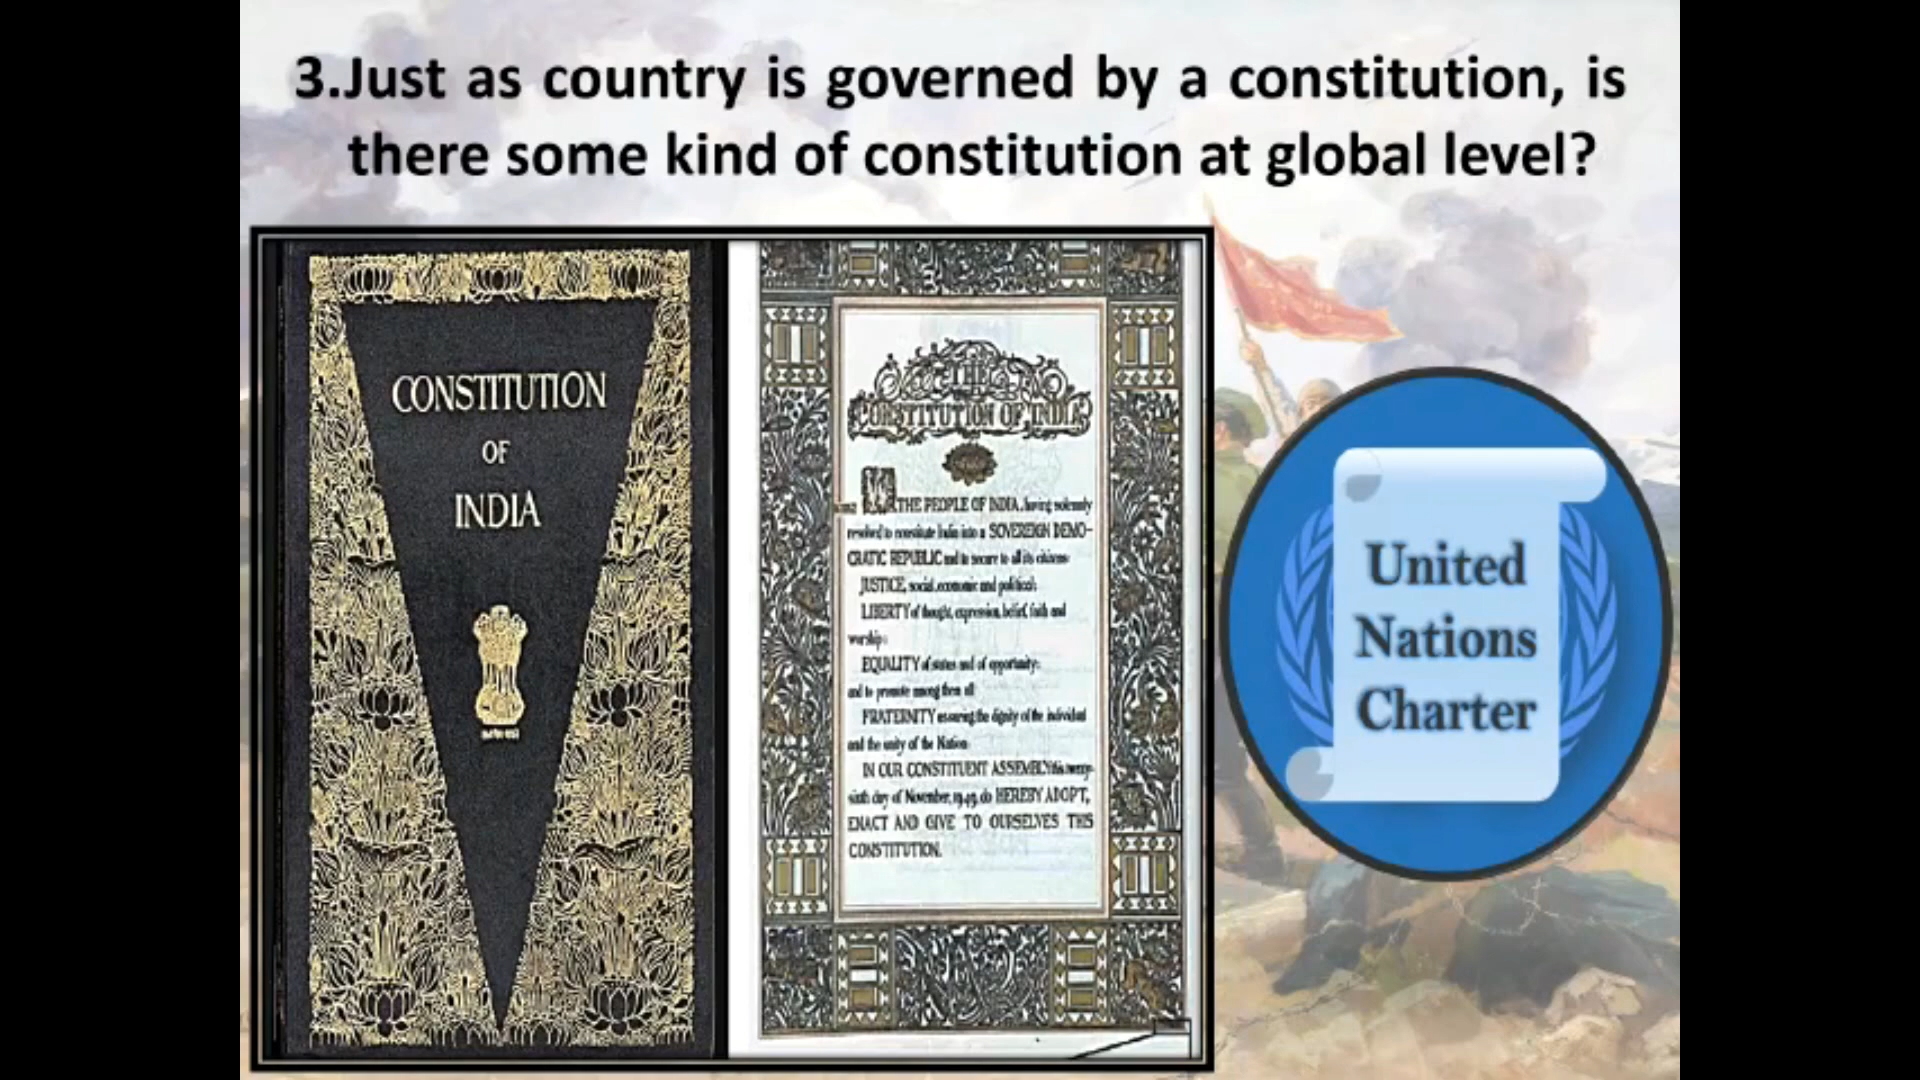 3.Just as country is governed by a constitution, is
there some kind of constitution at global level?
CONSTITUTION
OF
INDIA
THE
CONSTITUTION OF INDIA
WE, THE PEOPLE OF INDIA, having solemnly
resolved to constitute India into a SOVEREIGN DEMO-
CRATIC REPUBLIC and to secure to all its citizens:
JUSTICE, social, economic and political;
LIBERTY of thought, expression, belief, faith and
worship;
EQUALITY of status and of opportunity;
and to promote among them all
FRATERNITY assuring the dignity of the individual
and the unity of the Nation;
IN OUR CONSTITUENT ASSEMBLY this twenty-
sixth day of November, 1949, do HEREBY ADOPT,
ENACT AND GIVE TO OURSELVES THIS
CONSTITUTION.
United
Nations
Charter